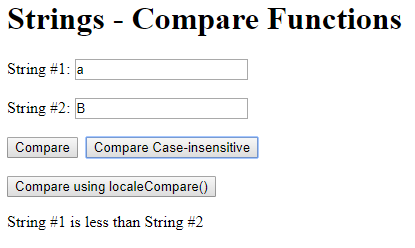 Strings - Compare Functions
String #1: a
String #2: B
Compare Compare Case-insensitive
Compare using localeCompare()
String #1 is less than String #2